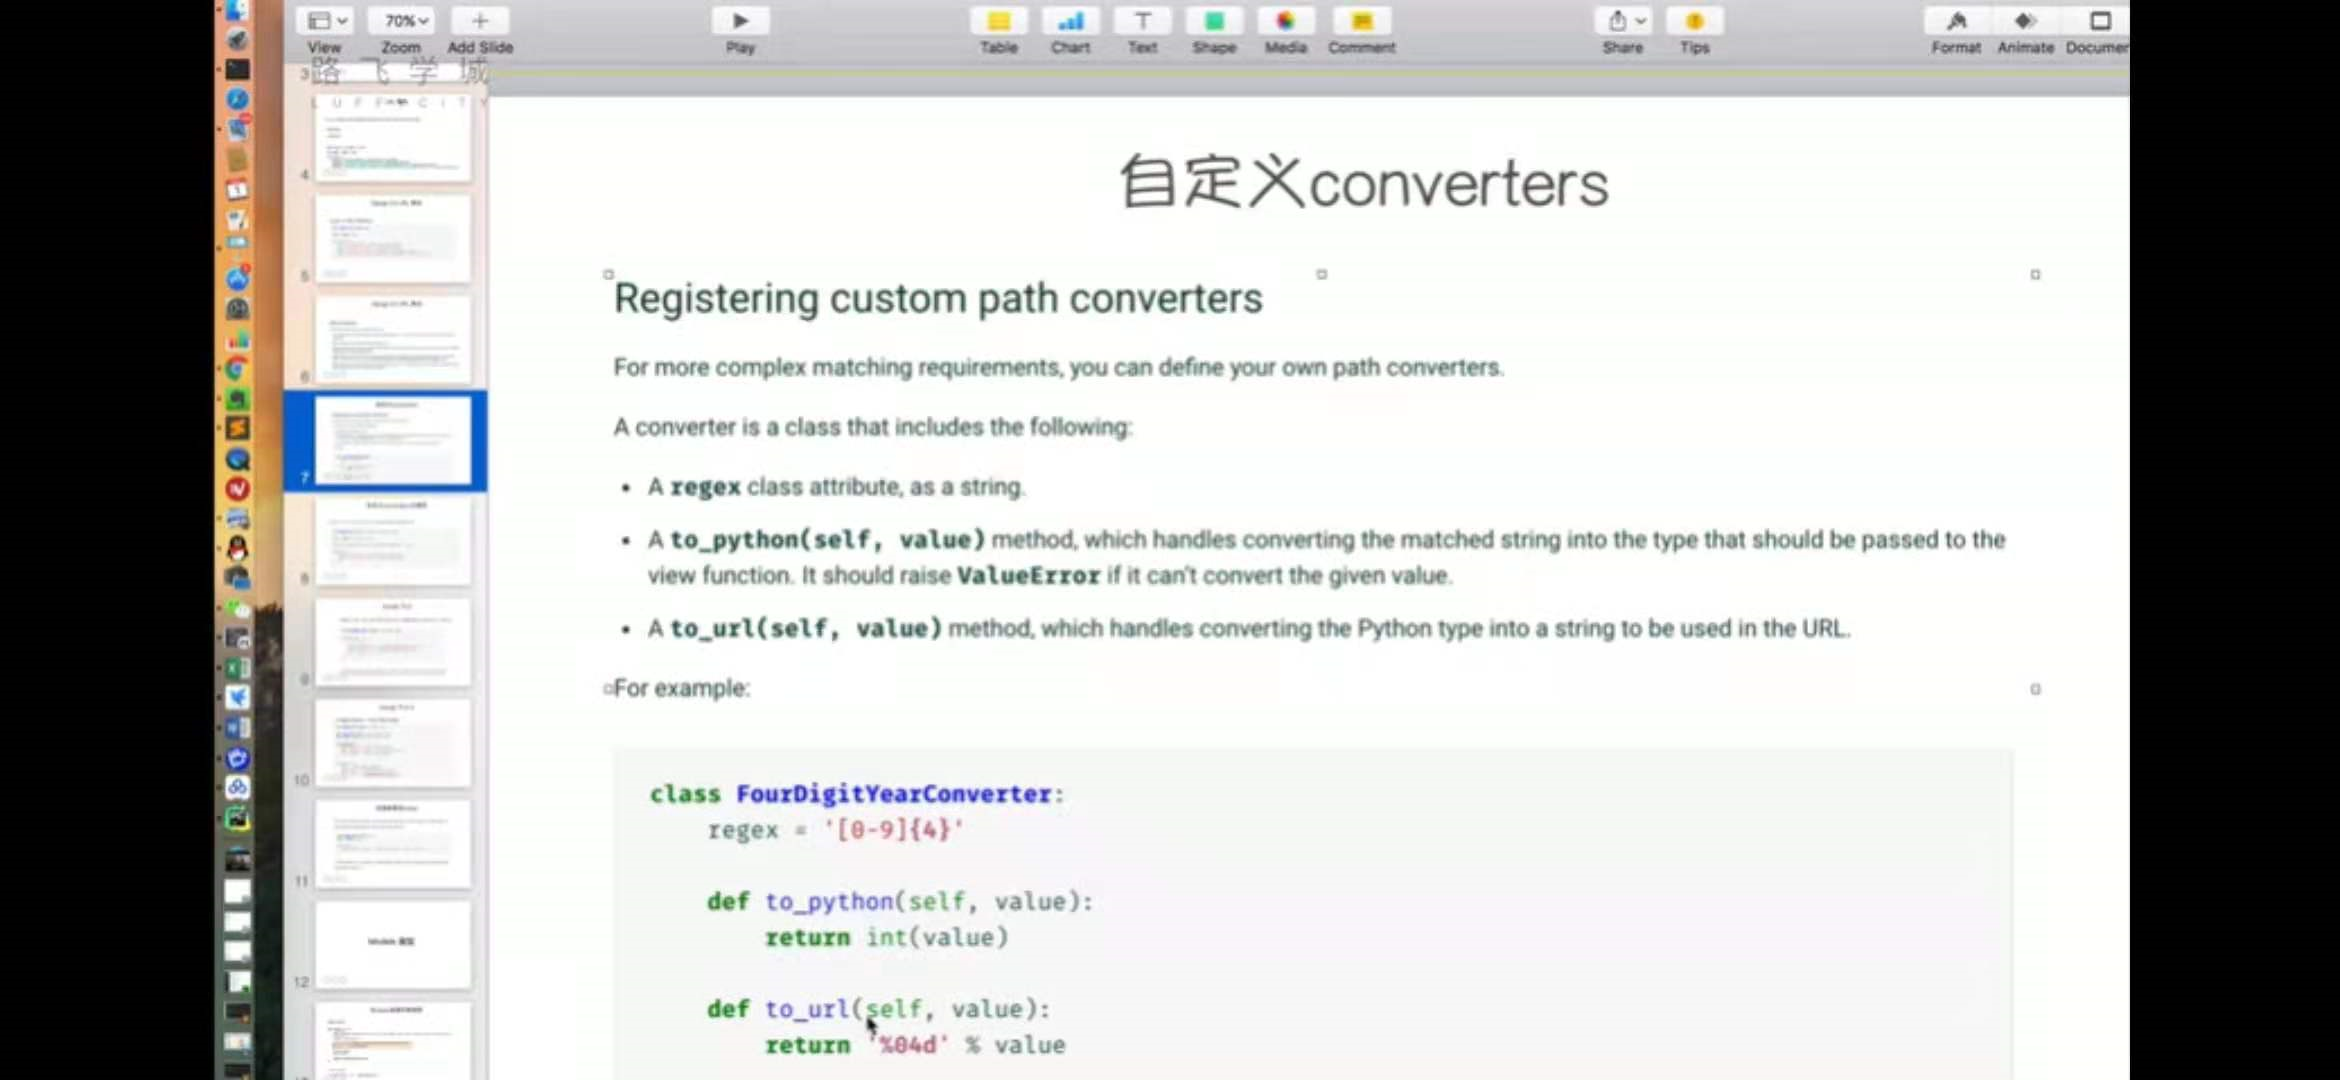 70%
View
Zoom
Add Slide
Play
Table
Chart
Text
Shape
Media
Comment
Share
Tips
Format
Animate
Documen
路 飞 学 城
L U F F Y C I T Y
3
4
5
6
7
8
9
10
11
12
自定义converters
Registering custom path converters
For more complex matching requirements, you can define your own path converters.
A converter is a class that includes the following:
• A regex class attribute, as a string.
• A to_python(self, value) method, which handles converting the matched string into the type that should be passed to the
view function. It should raise ValueError if it can't convert the given value.
• A to_url(self, value) method, which handles converting the Python type into a string to be used in the URL.
For example:
class FourDigitYearConverter:
regex = '[0-9]{4}'
def to_python(self, value):
return int(value)
def to_url(self, value):
return '%04d' % value